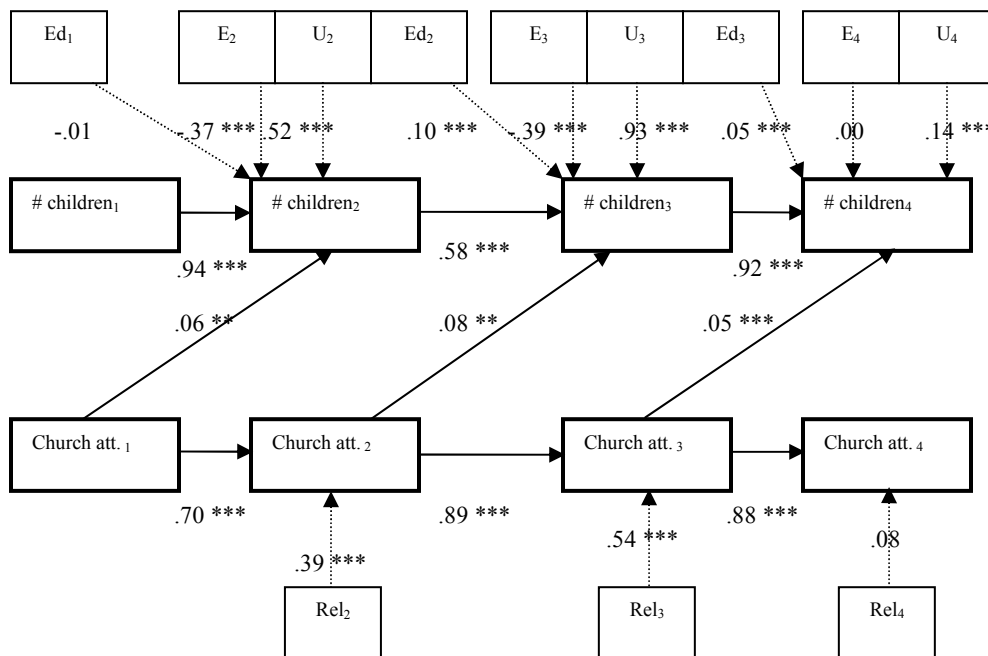 Ed₁ E₂ U₂ Ed₂ E₃ U₃ Ed₃ E₄ U₄
-.01 -.37 *** .52 *** .10 *** -.39 *** .93 *** .05 *** .00 .14 ***
# children₁ # children₂ # children₃ # children₄
.94 *** .58 *** .92 ***
.06 ** .08 ** .05 ***
Church att. ₁ Church att. ₂ Church att. ₃ Church att. ₄
.70 *** .89 *** .88 ***
.39 *** .54 *** .08
Rel₂ Rel₃ Rel₄